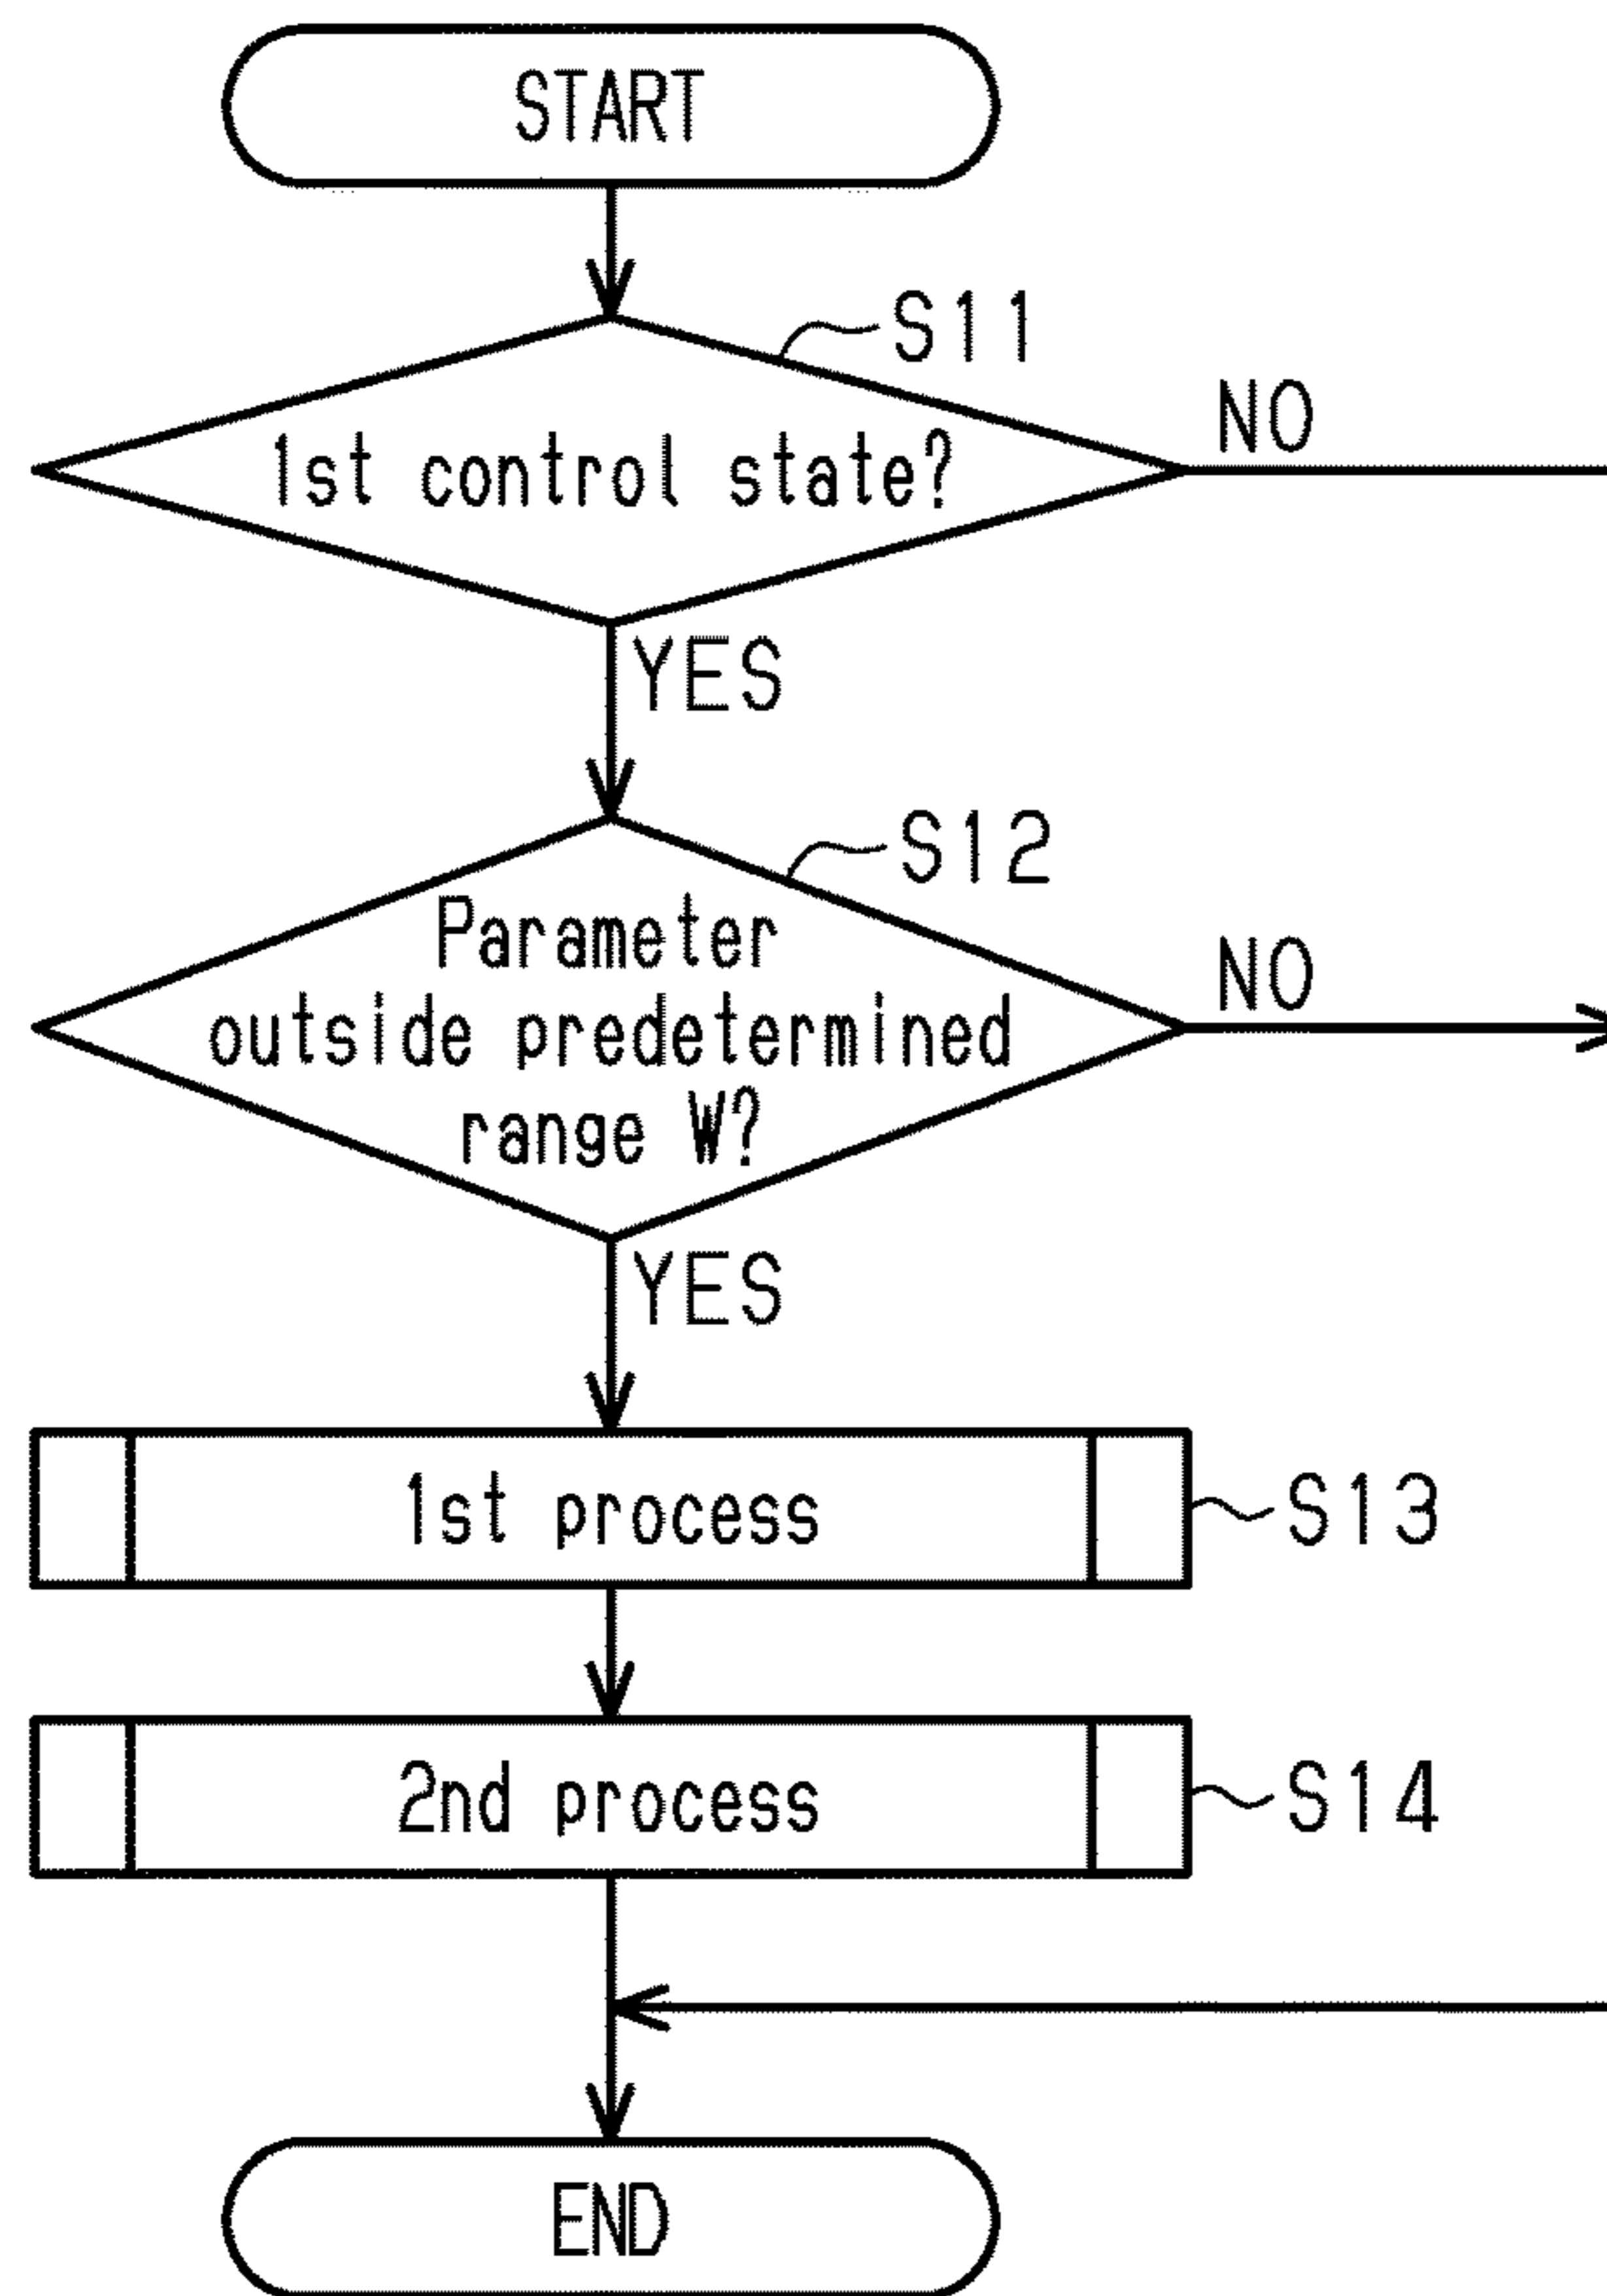 START
S11
1st control state?
NO
YES
S12
Parameter
outside predetermined
range W?
NO
YES
1st process
S13
2nd process
S14
END